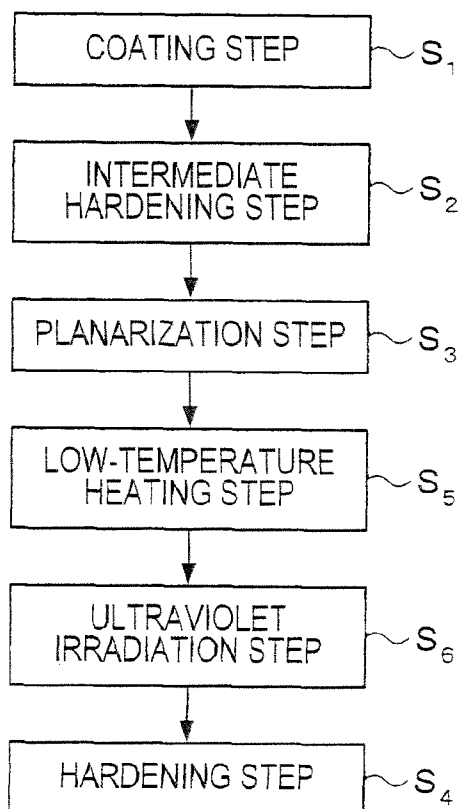 COATING STEP S1
INTERMEDIATE
HARDENING STEP S2
PLANARIZATION STEP S3
LOW-TEMPERATURE
HEATING STEP S5
ULTRAVIOLET
IRRADIATION STEP S6
HARDENING STEP S4